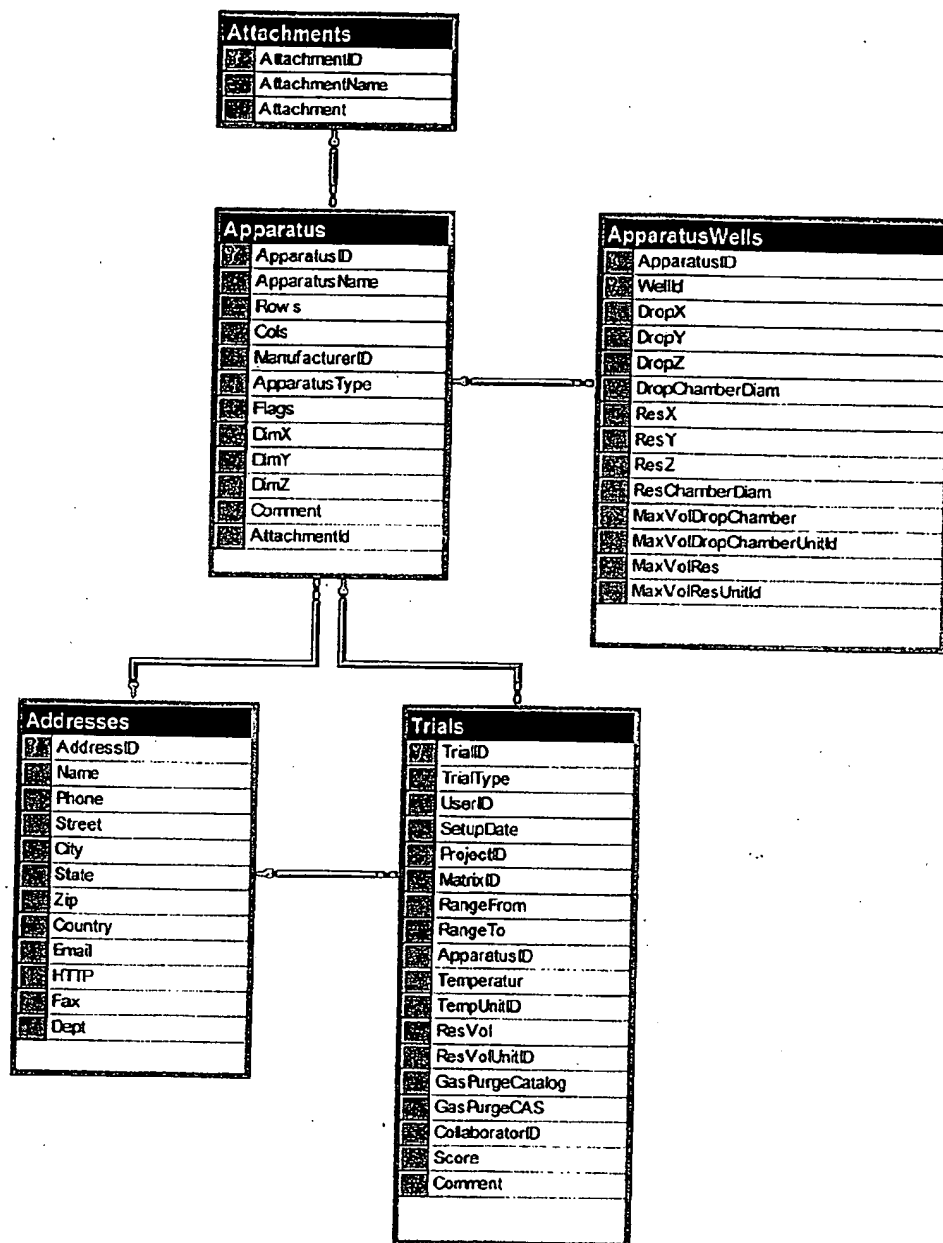 Attachments
AttachmentID
AttachmentName
Attachment
Apparatus
ApparatusID
ApparatusName
Rows
Cols
ManufacturerID
ApparatusType
Flags
DimX
DimY
DimZ
Comment
AttachmentId
ApparatusWells
ApparatusID
WellId
DropX
DropY
DropZ
DropChamberDiam
ResX
ResY
ResZ
ResChamberDiam
MaxVolDropChamber
MaxVolDropChamberUnitId
MaxVolRes
MaxVolResUnitId
Addresses
AddressID
Name
Phone
Street
City
State
Zip
Country
Email
HTTP
Fax
Dept
Trials
TrialID
TrialType
UserID
SetupDate
ProjectID
MatrixID
RangeFrom
RangeTo
ApparatusID
Temperatur
TempUnitID
ResVol
ResVolUnitID
GasPurgeCatalog
GasPurgeCAS
CollaboratorID
Score
Comment